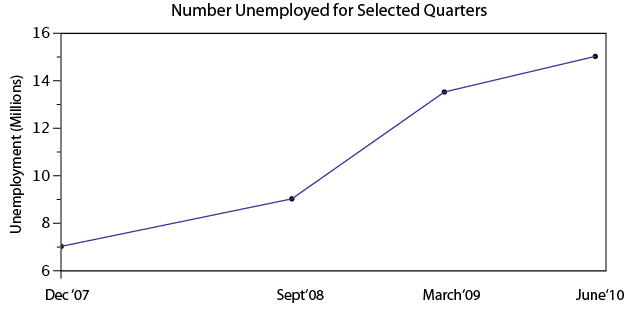 Number Unemployed for Selected Quarters
Unemployment (Millions)
16
14
12
10
8
6
Dec '07 Sept'08 March'09 June'10